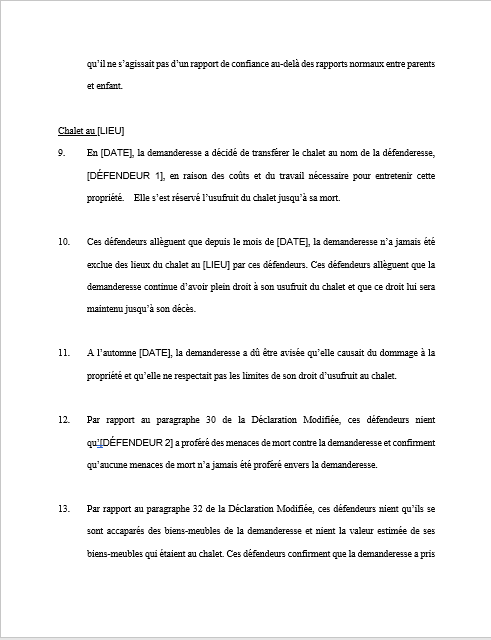 qu'il ne s'agissait pas d'un rapport de confiance au-delà des rapports normaux entre parents
et enfant.
Chalet au [LIEU]
9. En [DATE], la demanderesse a décidé de transférer le chalet au nom de la défenderesse,
[DÉFENDEUR 1], en raison des coûts et du travail nécessaire pour entretenir cette
propriété. Elle s'est réservé l'usufruit du chalet jusqu'à sa mort.
10. Ces défendeurs allèguent que depuis le mois de [DATE], la demanderesse n'a jamais été
exclue des lieux du chalet au [LIEU] par ces défendeurs. Ces défendeurs allèguent que la
demanderesse continue d'avoir plein droit à son usufruit du chalet et que ce droit lui sera
maintenu jusqu'à son décès.
11. A l'automne [DATE], la demanderesse a dû être avisée qu'elle causait du dommage à la
propriété et qu'elle ne respectait pas les limites de son droit d'usufruit au chalet.
12. Par rapport au paragraphe 30 de la Déclaration Modifiée, ces défendeurs nient
qu'[DÉFENDEUR 2] a proféré des menaces de mort contre la demanderesse et confirment
qu'aucune menaces de mort n'a jamais été proféré envers la demanderesse.
13. Par rapport au paragraphe 32 de la Déclaration Modifiée, ces défendeurs nient qu'ils se
sont accaparés des biens-meubles de la demanderesse et nient la valeur estimée de ses
biens-meubles qui étaient au chalet. Ces défendeurs confirment que la demanderesse a pris